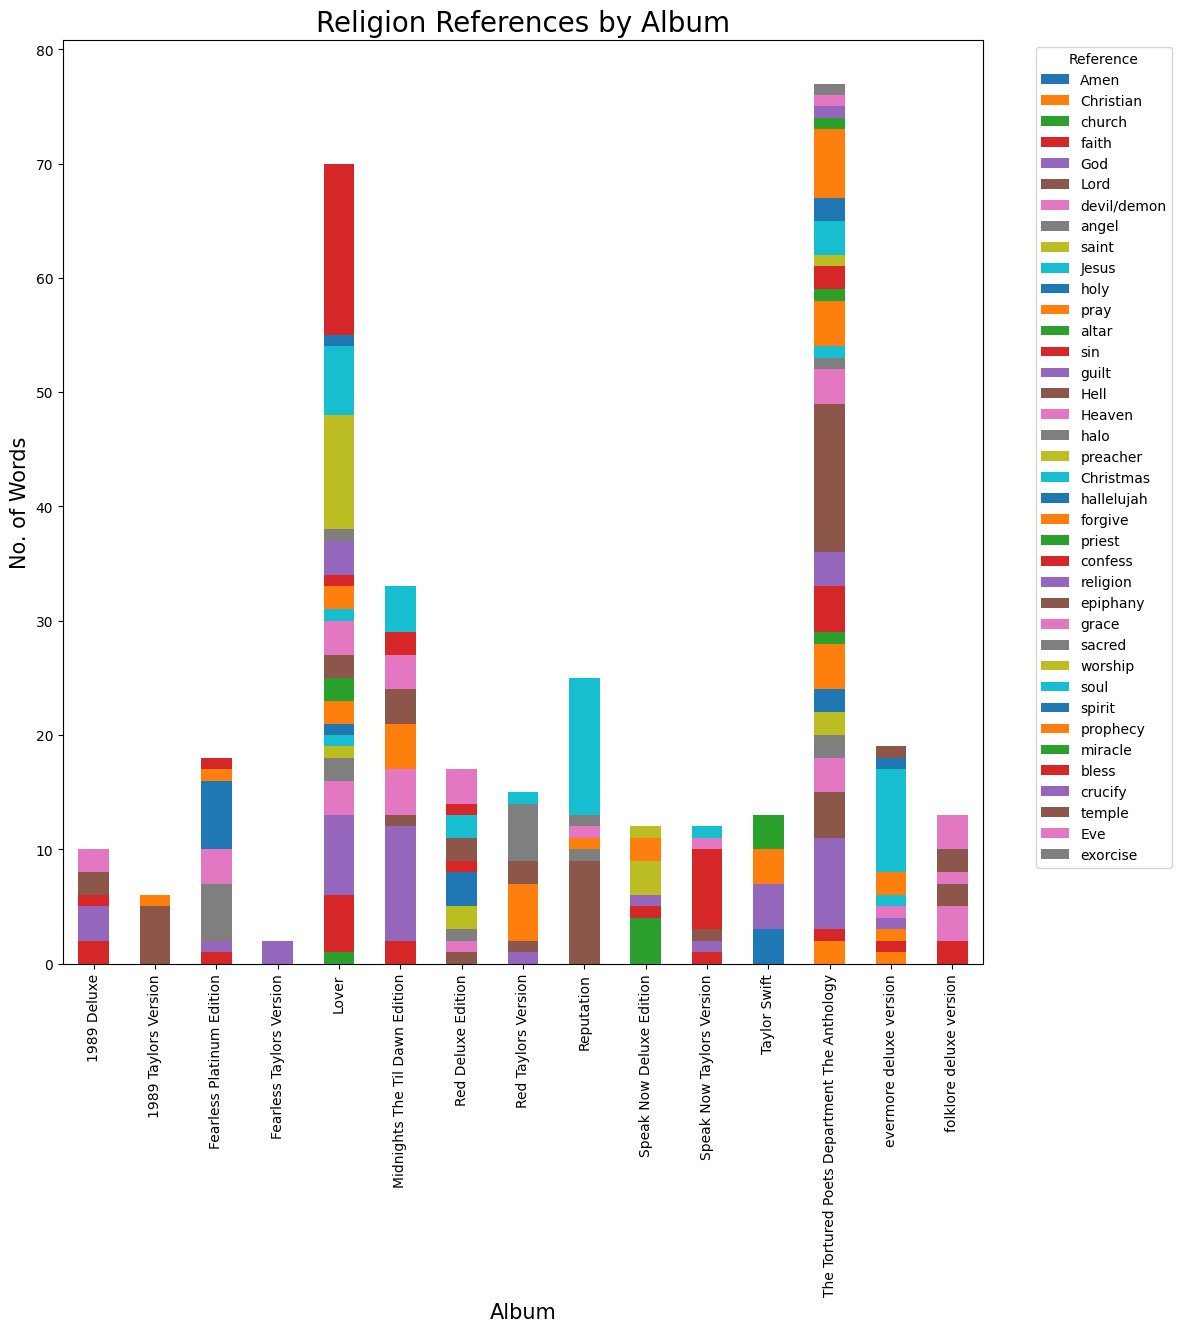 Religion References by Album
No. of Words
80
70
60
50
40
30
20
10
0
1989 Deluxe
1989 Taylors Version
Fearless Platinum Edition
Fearless Taylors Version
Lover
Midnights The Til Dawn Edition
Red Deluxe Edition
Red Taylors Version
Reputation
Speak Now Deluxe Edition
Speak Now Taylors Version
Taylor Swift
The Tortured Poets Department The Anthology
evermore deluxe version
folklore deluxe version
Album
Reference
Amen
Christian
church
faith
God
Lord
devil/demon
angel
saint
Jesus
holy
pray
altar
sin
guilt
Hell
Heaven
halo
preacher
Christmas
hallelujah
forgive
priest
confess
religion
epiphany
grace
sacred
worship
soul
spirit
prophecy
miracle
bless
crucify
temple
Eve
exorcise